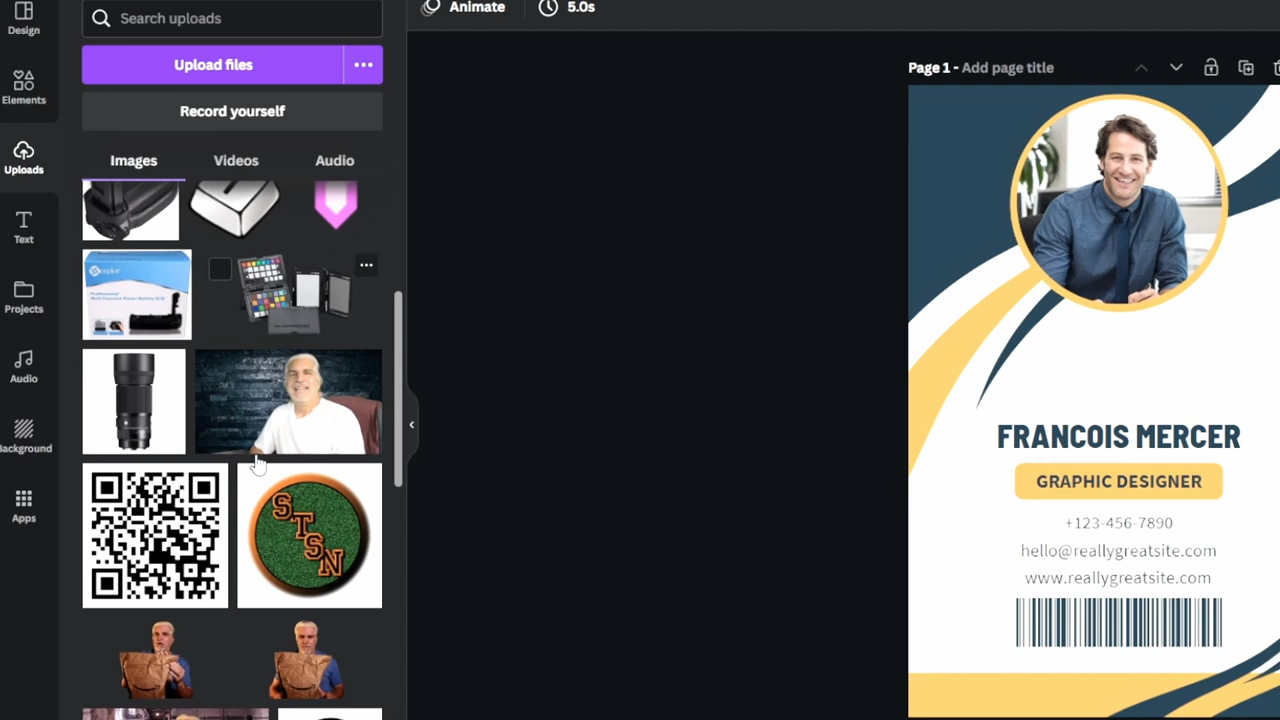 Design
Elements
Uploads
Text
Projects
Audio
Background
Apps
Search uploads
Upload files
Record yourself
Images Videos Audio
STSN
Animate 5.0s
Page 1 - Add page title
FRANCOIS MERCER
GRAPHIC DESIGNER
+123-456-7890
hello@reallygreatsite.com
www.reallygreatsite.com